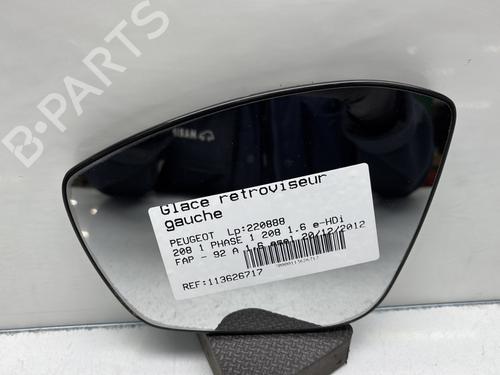 B-PARTS
Glace retroviseur
gauche
PEUGEOT Lp:220888
208 1 PHASE 1 208 1.6 e-HDi
FAP - 92 A 1.6 20/12/2012
REF:113626717